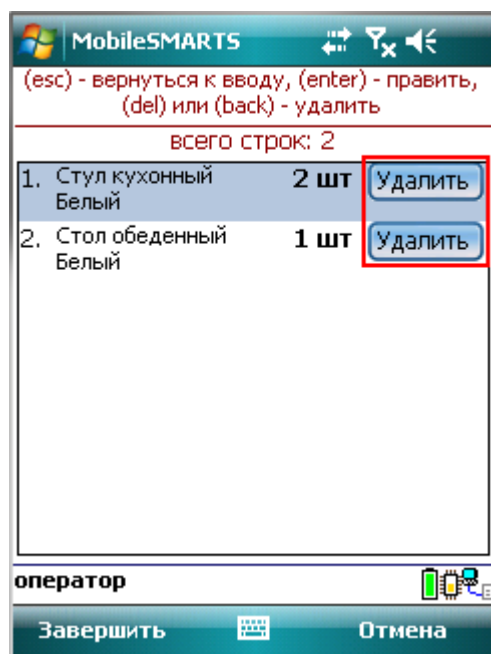 MobileSMARTS
(esc) - вернуться к вводу, (enter) - править,
(del) или (back) - удалить
всего строк: 2
1. Стул кухонный 2 шт Удалить
Белый
2. Стол обеденный 1 шт Удалить
Белый
оператор
Завершить Отмена